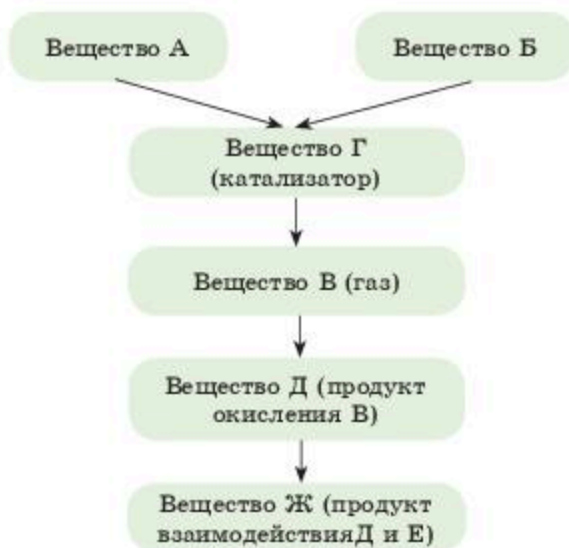 Вещество А
Вещество Б
Вещество Г
(катализатор)
Вещество В (газ)
Вещество Д (продукт
окисления В)
Вещество Ж (продукт
взаимодействияД и Е)